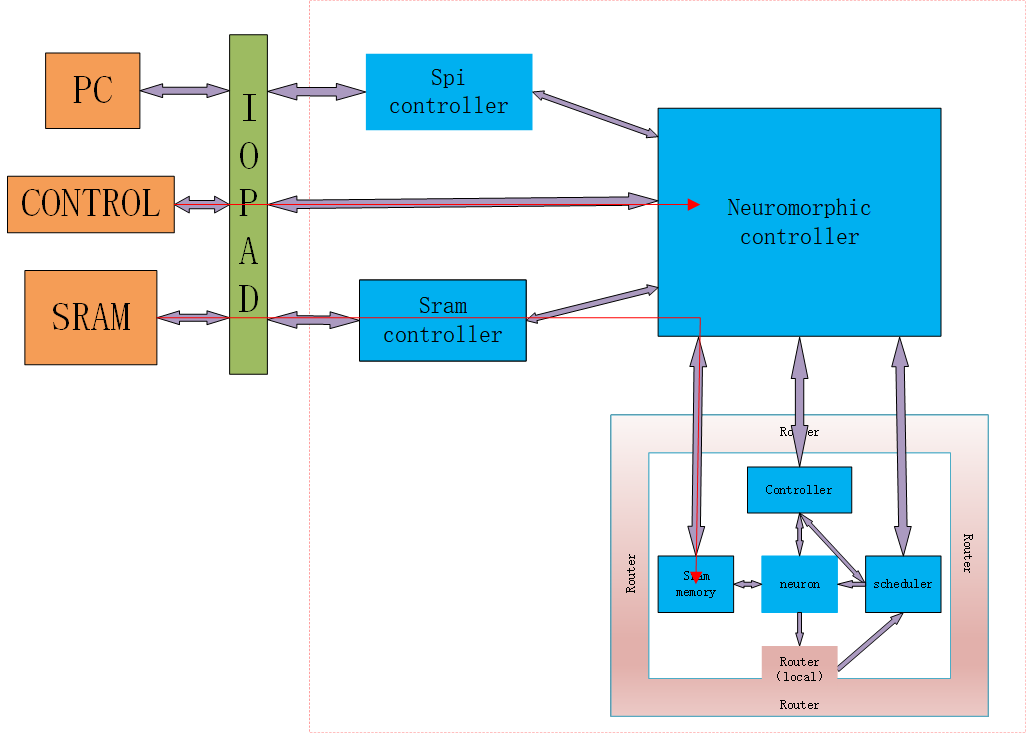 PC
CONTROL
SRAM
IOPAD
Spi
controller
Sram
controller
Neuromorphic
controller
Router
Controller
Router
Router
Sram
memory
neuron
scheduler
Router
(local)
Router